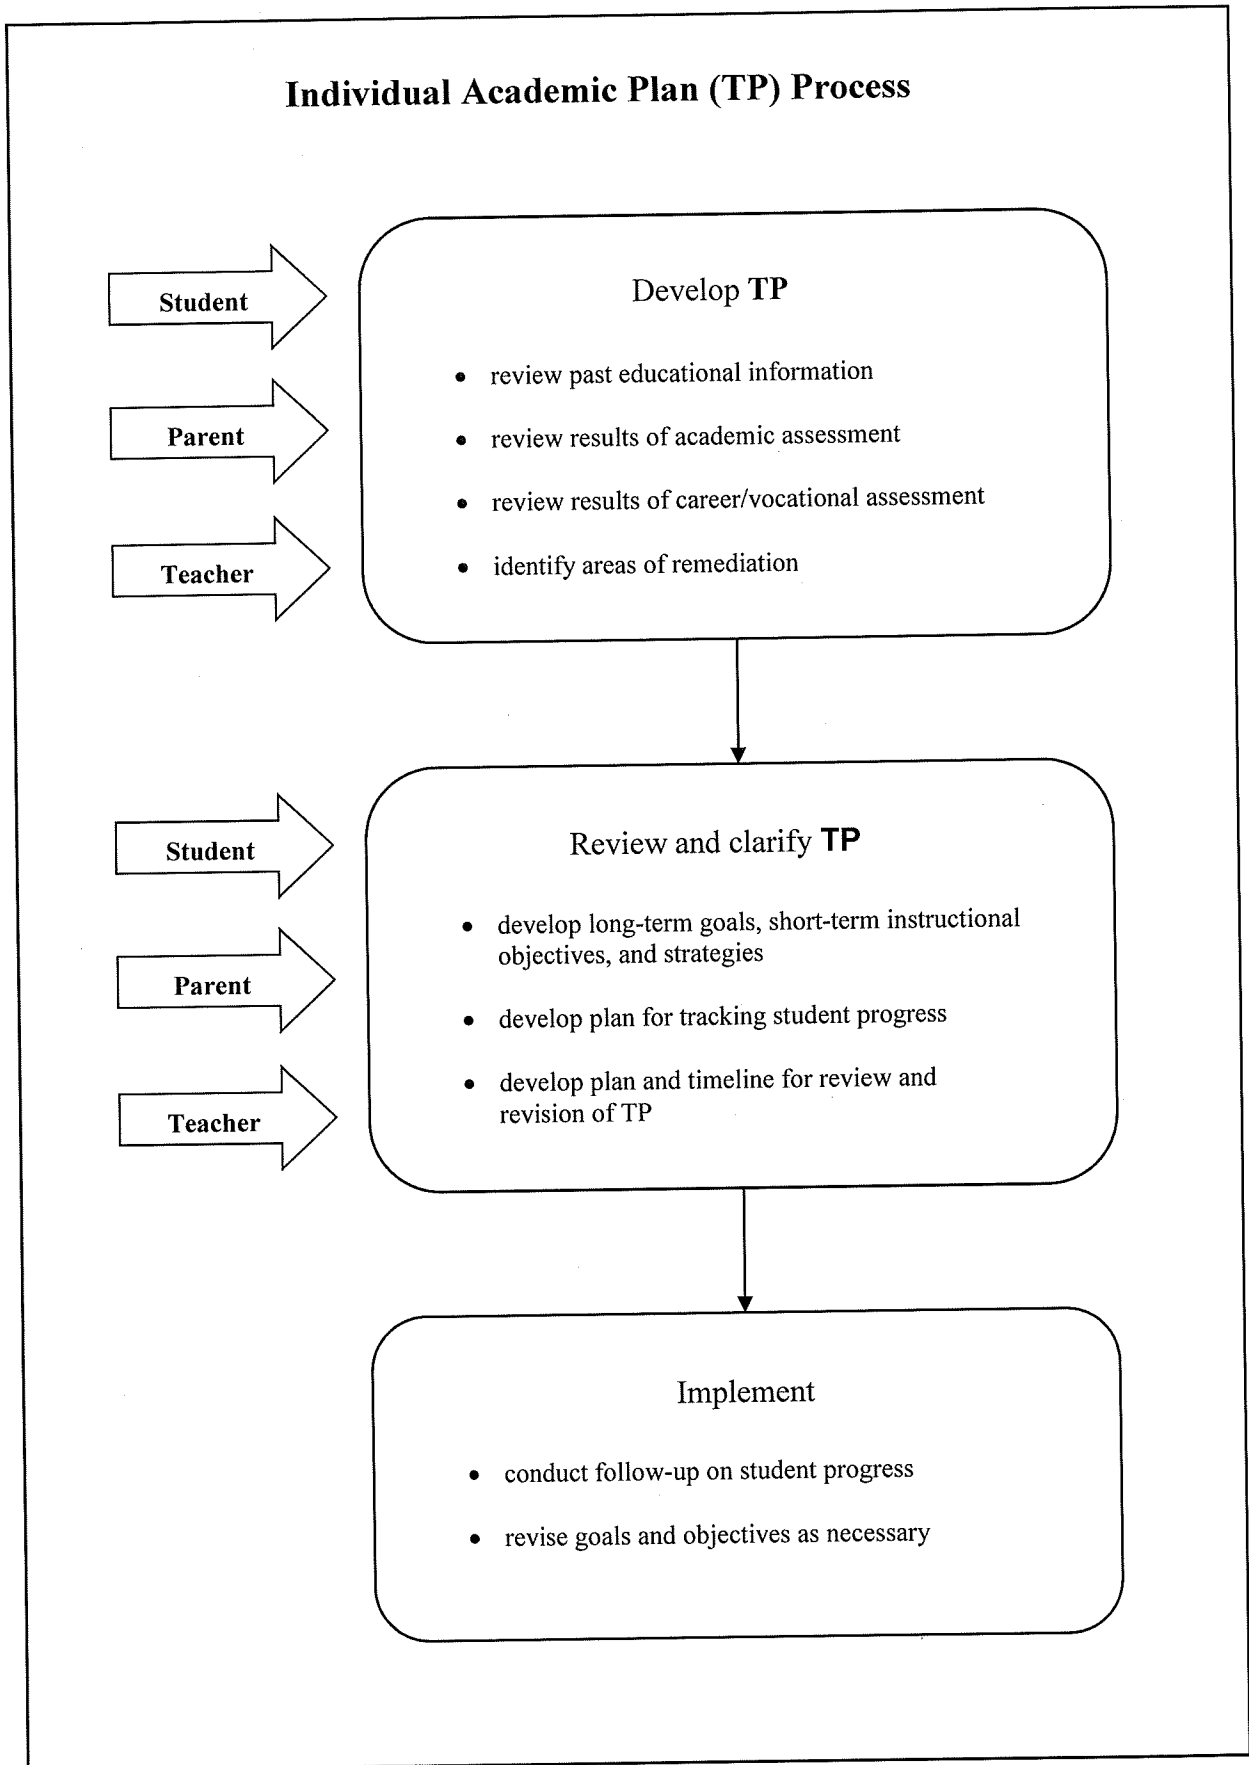 Individual Academic Plan (TP) Process
Student
Parent
Teacher
Develop TP
• review past educational information
• review results of academic assessment
• review results of career/vocational assessment
• identify areas of remediation
Student
Parent
Teacher
Review and clarify TP
• develop long-term goals, short-term instructional
objectives, and strategies
• develop plan for tracking student progress
• develop plan and timeline for review and
revision of TP
Implement
• conduct follow-up on student progress
• revise goals and objectives as necessary